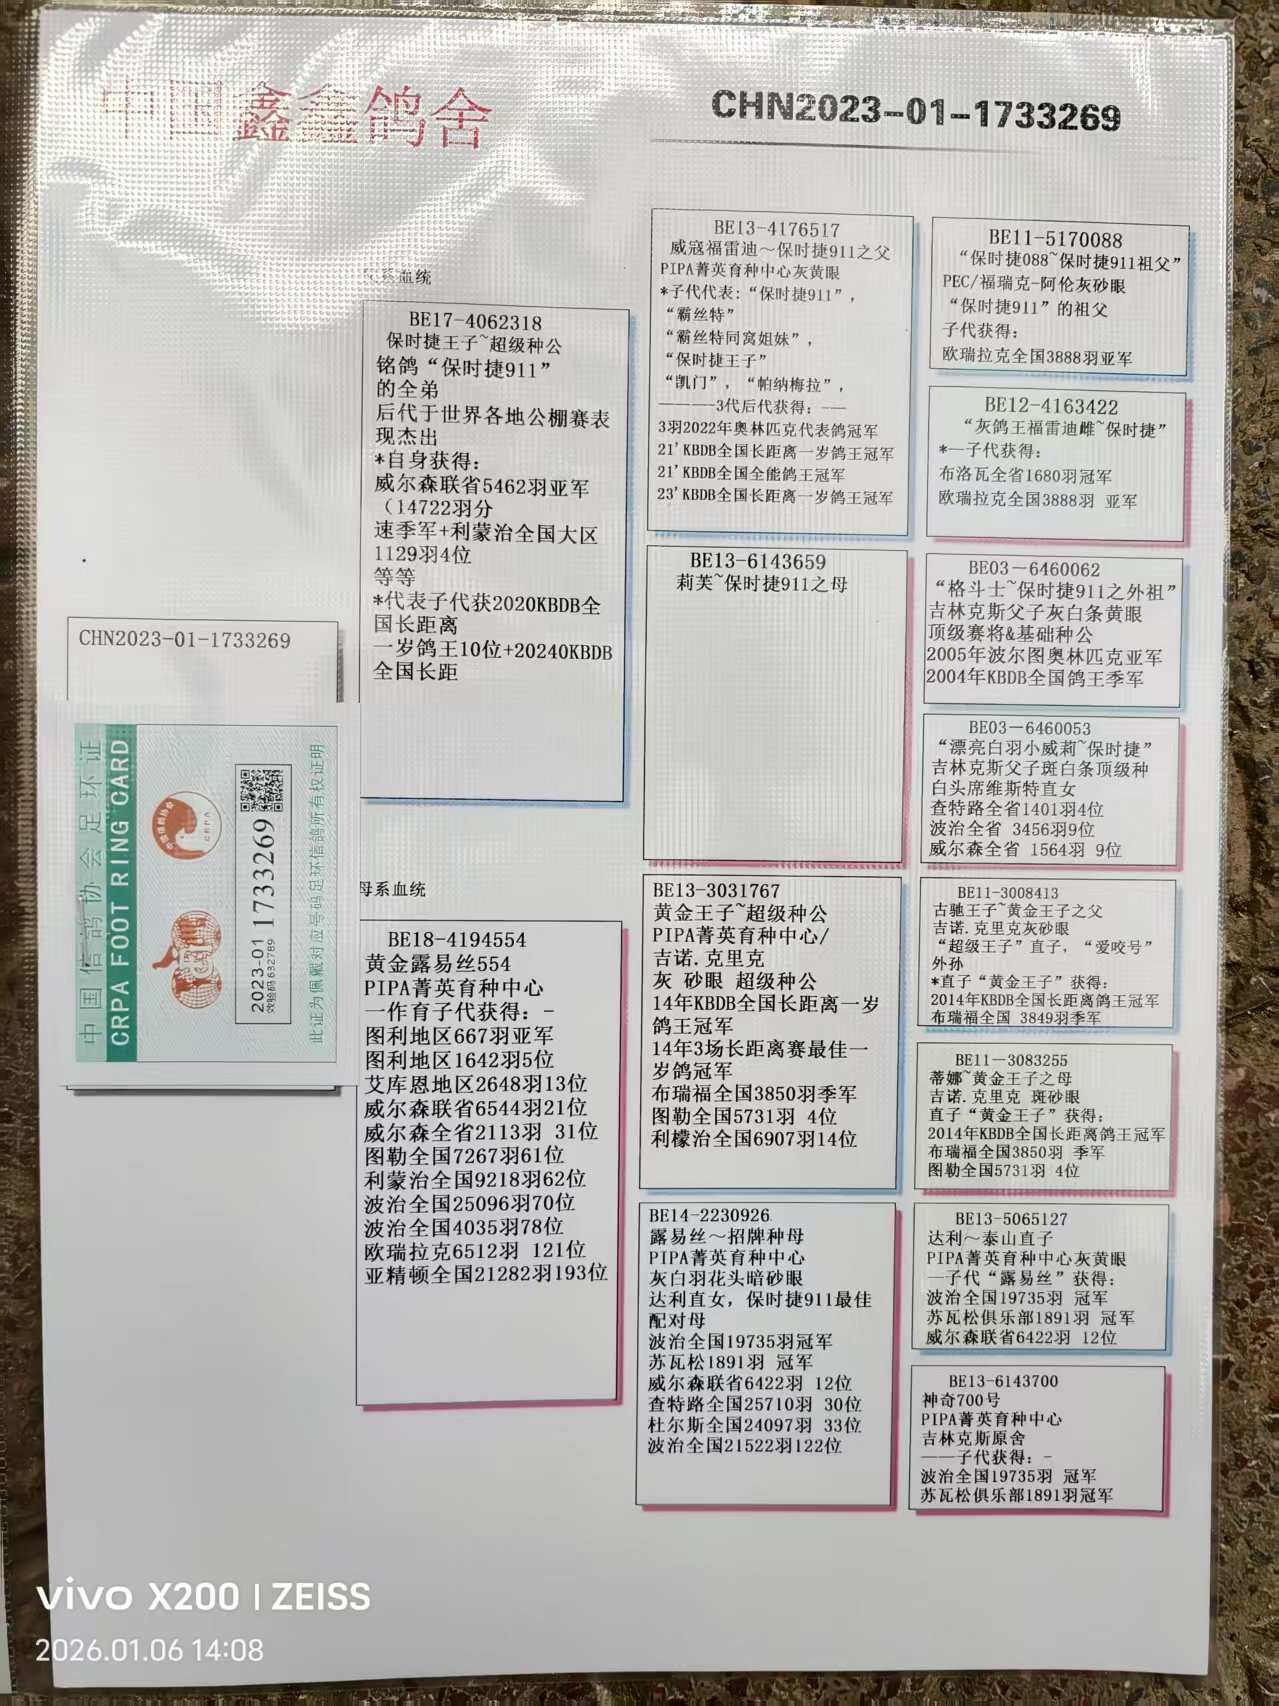 中国鑫鑫鸽舍
CHN2023-01-1733269
父系血统
BE17-4062318
保时捷王子~超级种公
铭鸽“保时捷911”
的全弟
后代于世界各地公棚赛表
现杰出
*自身获得:
威尔森联省5462羽亚军
（14722羽分
速季军+利蒙治全国大区
1129羽4位
等等
*代表子代获2020KBDB全
国长距离
一岁鸽王10位+20240KBDB
全国长距
CHN2023-01-1733269
中国信鸽协会足环证
CRPA FOOT RING CARD
中国信鸽协会
CRPA
2023-01 1733269
效验码632789
此证为佩戴对应号码足环信鸽所有权证明
母系血统
BE18-4194554
黄金露易丝554
PIPA菁英育种中心
一作育子代获得: -
图利地区667羽亚军
图利地区1642羽5位
艾库恩地区2648羽13位
威尔森联省6544羽21位
威尔森全省2113羽 31位
图勒全国7267羽61位
利蒙治全国9218羽62位
波治全国25096羽70位
波治全国4035羽78位
欧瑞拉克6512羽 121位
亚精顿全国21282羽193位
BE13-4176517
威寇福雷迪～保时捷911之父
PIPA菁英育种中心灰黄眼
*子代代表:“保时捷911”,
“霸丝特”
“霸丝特同窝姐妹”,
“保时捷王子”
“凯门”, “帕纳梅拉”,
————-3代后代获得: -——
3羽2022年奥林匹克代表鸽冠军
21' KBDB全国长距离一岁鸽王冠军
21' KBDB全国全能鸽王冠军
23' KBDB全国长距离一岁鸽王冠军
BE13-6143659
莉芙~保时捷911之母
BE13-3031767
黄金王子~超级种公
PIPA菁英育种中心/
吉诺.克里克
灰 砂眼 超级种公
14年KBDB全国长距离一岁
鸽王冠军
14年3场长距离赛最佳一
岁鸽冠军
布瑞福全国3850羽季军
图勒全国5731羽 4位
利檬治全国6907羽14位
BE14-2230926
露易丝～招牌种母
PIPA菁英育种中心
灰白羽花头暗砂眼
达利直女，保时捷911最佳
配对母
波治全国19735羽冠军
苏瓦松1891羽 冠军
威尔森联省6422羽 12位
查特路全国25710羽 30位
杜尔斯全国24097羽 33位
波治全国21522羽122位
BE11-5170088
“保时捷088~保时捷911祖父”
PEC/福瑞克-阿伦灰砂眼
“保时捷911”的祖父
子代获得:
欧瑞拉克全国3888羽亚军
BE12-4163422
“灰鸽王福雷迪雌~保时捷”
*一子代获得:
布洛瓦全省1680羽冠军
欧瑞拉克全国3888羽 亚军
BE03-6460062
“格斗士~保时捷911之外祖”
吉林克斯父子灰白条黄眼
顶级赛将&基础种公
2005年波尔图奥林匹克亚军
2004年KBDB全国鸽王季军
BE03-6460053
“漂亮白羽小威莉~保时捷”
吉林克斯父子斑白条顶级种
白头席维斯特直女
查特路全省1401羽4位
波治全省 3456羽9位
威尔森全省 1564羽 9位
BE11-3008413
古驰王子~黄金王子之父
吉诺.克里克灰砂眼
“超级王子”直子, “爱咬号”
外孙
*直子“黄金王子”获得:
2014年KBDB全国长距离鸽王冠军
布瑞福全国 3849羽季军
BE11-3083255
蒂娜~黄金王子之母
吉诺.克里克 斑砂眼
直子“黄金王子”获得:
2014年KBDB全国长距离鸽王冠军
布瑞福全国3850羽 季军
图勒全国5731羽 4位
BE13-5065127
达利～泰山直子
PIPA菁英育种中心灰黄眼
—子代“露易丝”获得:
波治全国19735羽 冠军
苏瓦松俱乐部1891羽 冠军
威尔森联省6422羽 12位
BE13-6143700
神奇700号
PIPA菁英育种中心
吉林克斯原舍
——子代获得: -
波治全国19735羽 冠军
苏瓦松俱乐部1891羽冠军
vivo X200 | ZEISS
2026.01.06 14:08